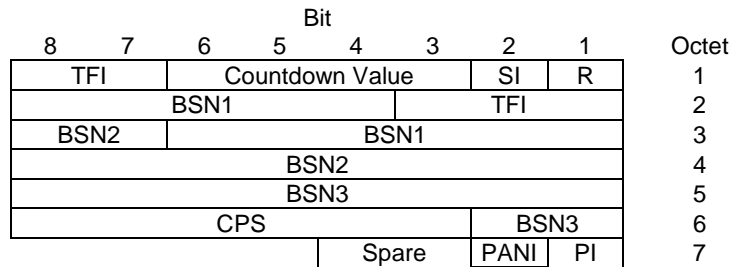 Bit
8 7 6 5 4 3 2 1 Octet
TFI Countdown Value SI R 1
BSN1 TFI 2
BSN2 BSN1 3
BSN2 4
BSN3 5
CPS BSN3 6
Spare PANI PI 7